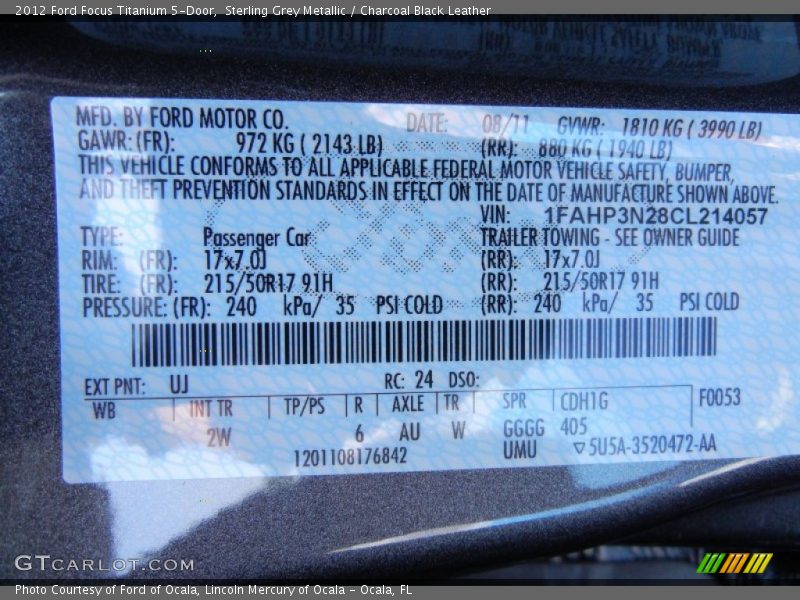 2012 Ford Focus Titanium 5-Door, Sterling Grey Metallic / Charcoal Black Leather
MFD. BY FORD MOTOR CO. DATE: 08/11 GVWR: 1810 KG ( 3990 LB)
GAWR: (FR): 972 KG ( 2143 LB) (RR): 880 KG ( 1940 LB)
THIS VEHICLE CONFORMS TO ALL APPLICABLE FEDERAL MOTOR VEHICLE SAFETY, BUMPER,
AND THEFT PREVENTION STANDARDS IN EFFECT ON THE DATE OF MANUFACTURE SHOWN ABOVE.
VIN: 1FAHP3N28CL214057
TYPE: Passenger Car TRAILER TOWING - SEE OWNER GUIDE
RIM: (FR): 17x7.0J (RR): 17x7.0J
TIRE: (FR): 215/50R17 91H (RR): 215/50R17 91H
PRESSURE: (FR): 240 kPa/ 35 PSI COLD (RR): 240 kPa/ 35 PSI COLD
EXT PNT: UJ RC: 24 DSO:
WB INT TR TP/PS R AXLE TR SPR CDH1G F0053
2W 6 AU W GGGG 405
1201108176842 UMU ▽5U5A-3520472-AA
GTCARLOT.COM
Photo Courtesy of Ford of Ocala, Lincoln Mercury of Ocala - Ocala, FL